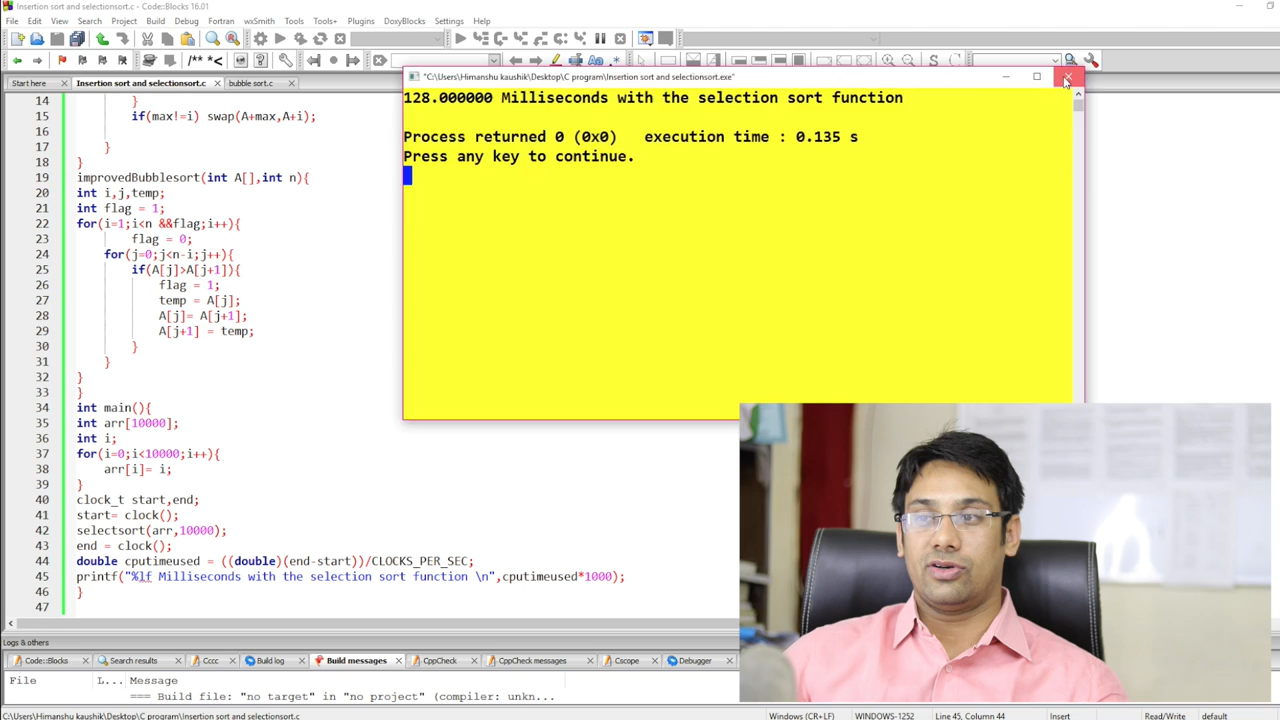 Insertion sort and selectionsort.c - Code::Blocks 16.01
File Edit View Search Project Build Debug Fortran wxSmith Tools Tools+ Plugins DoxyBlocks Settings Help
Start here Insertion sort and selectionsort.c bubble sort.c
"C:\Users\Himanshu kaushik\Desktop\C program\Insertion sort and selectionsort.exe"
128.000000 Milliseconds with the selection sort function
Process returned 0 (0x0) execution time : 0.135 s
Press any key to continue.
14 }
15 if(max!=i) swap(A+max,A+i);
16
17 }
18 }
19 improvedBubblesort(int A[],int n){
20 int i,j,temp;
21 int flag = 1;
22 for(i=1;i<n &&flag;i++){
23 flag = 0;
24 for(j=0;j<n-i;j++){
25 if(A[j]>A[j+1]){
26 flag = 1;
27 temp = A[j];
28 A[j]= A[j+1];
29 A[j+1] = temp;
30 }
31 }
32 }
33 }
34 int main(){
35 int arr[10000];
36 int i;
37 for(i=0;i<10000;i++){
38 arr[i]= i;
39 }
40 clock_t start,end;
41 start= clock();
42 selectsort(arr,10000);
43 end = clock();
44 double cputimeused = ((double)(end-start))/CLOCKS_PER_SEC;
45 printf("%lf Milliseconds with the selection sort function \n",cputimeused*1000);
46 }
47
Logs & others
Code::Blocks Search results Cccc Build log Build messages CppCheck CppCheck messages Cscope Debugger
File L... Message
=== Build file: "no target" in "no project" (compiler: unkn...
C:\Users\Himanshu kaushik\Desktop\C program\Insertion sort and selectionsort.c Windows (CR+LF) WINDOWS-1252 Line 45, Column 44 Insert Read/Write default